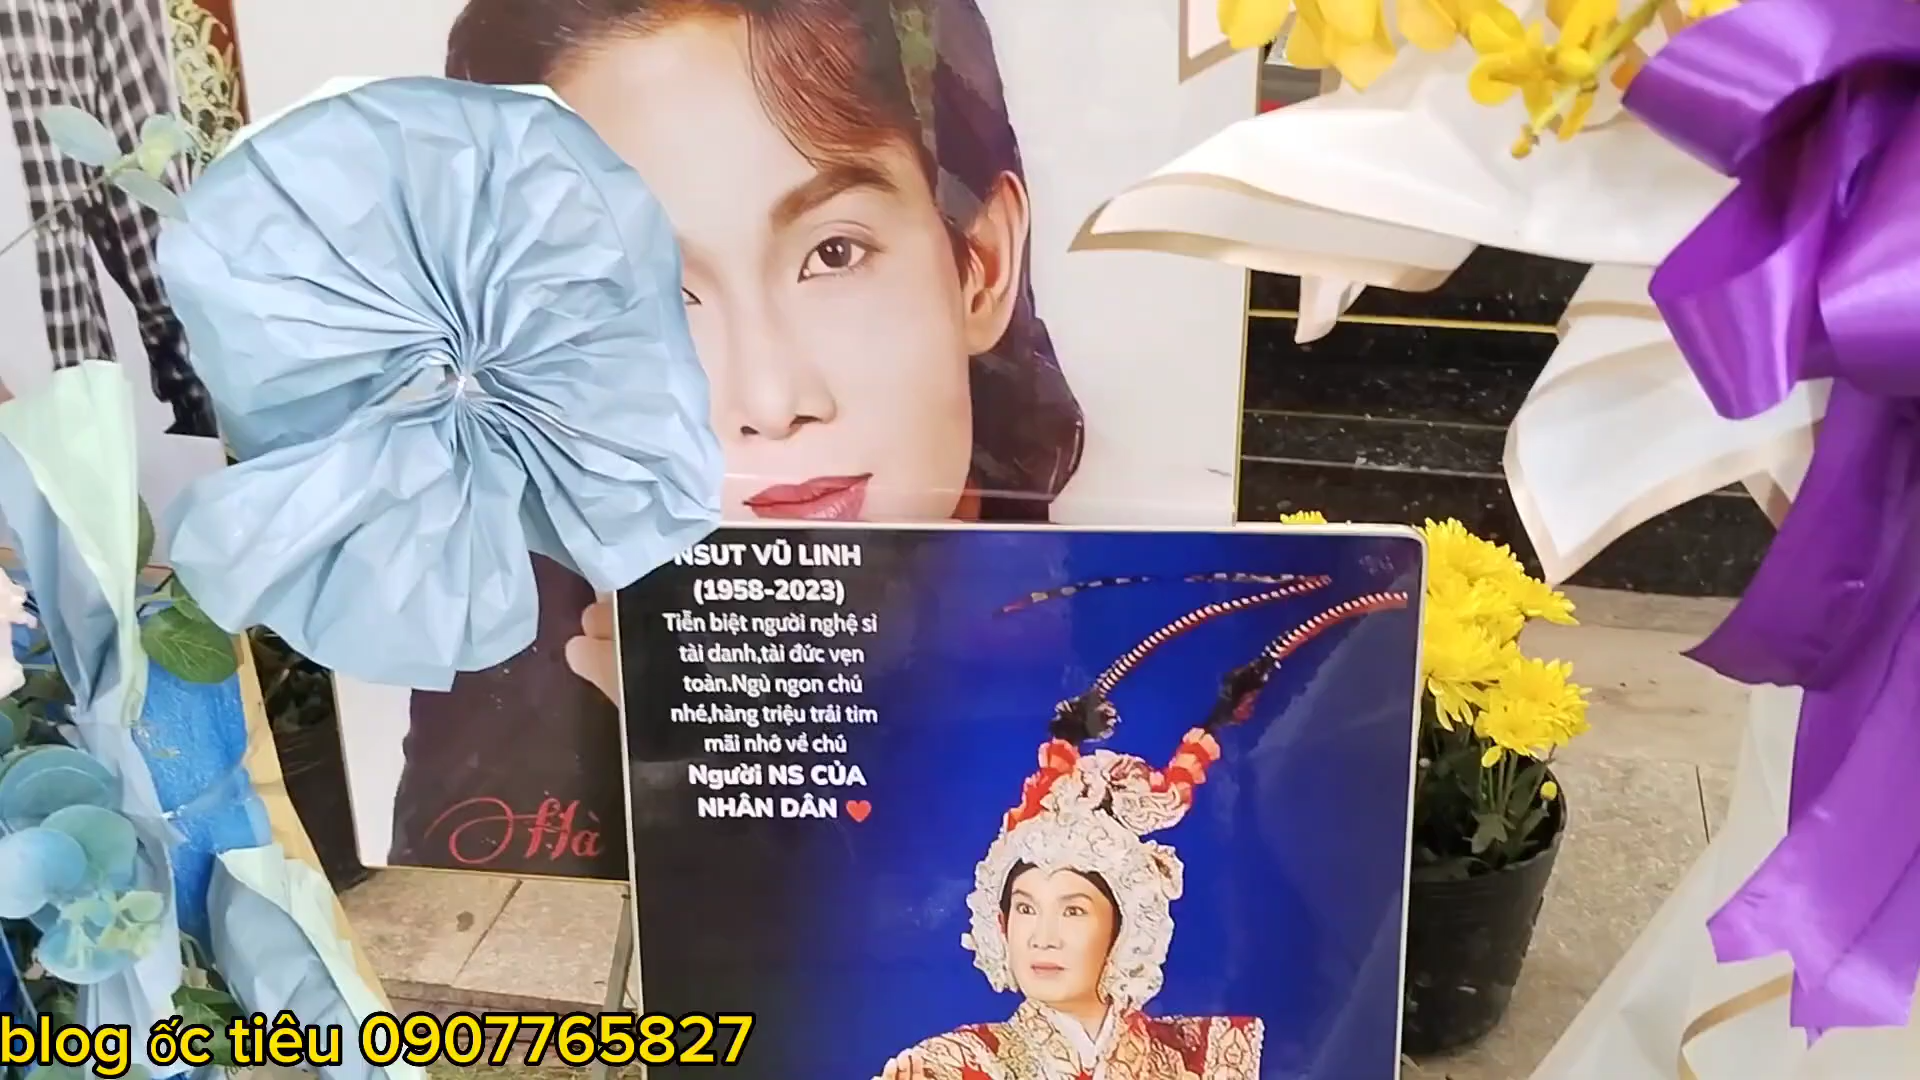 NSUT VŨ LINH
(1958-2023)
Tiễn biệt người nghệ sỉ
tài danh,tài đức vẹn
toàn.Ngủ ngon chú
nhé,hàng triệu trái tim
mãi nhớ về chú
Người NS CỦA
NHÂN DÂN ❤
Hà
blog ốc tiêu 0907765827